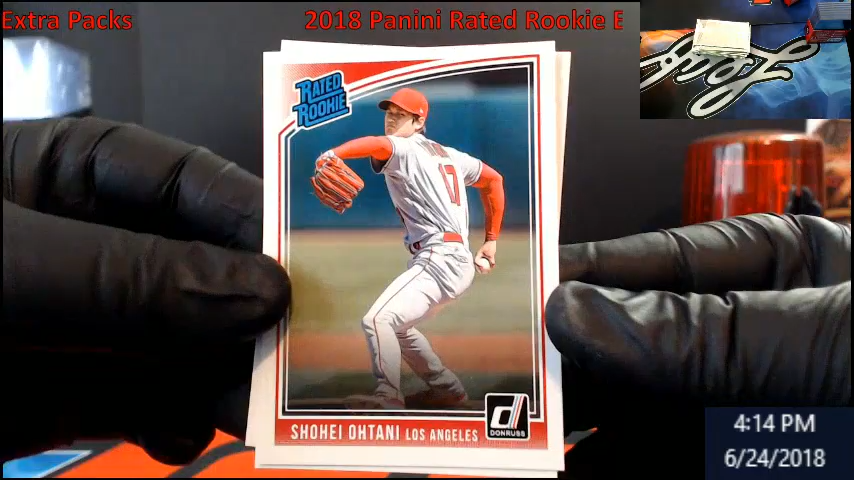 Extra Packs
2018 Panini Rated Rookie E
RATED
ROOKIE
17
SHOHEI OHTANI LOS ANGELES
d
DONRUSS
4:14 PM
6/24/2018